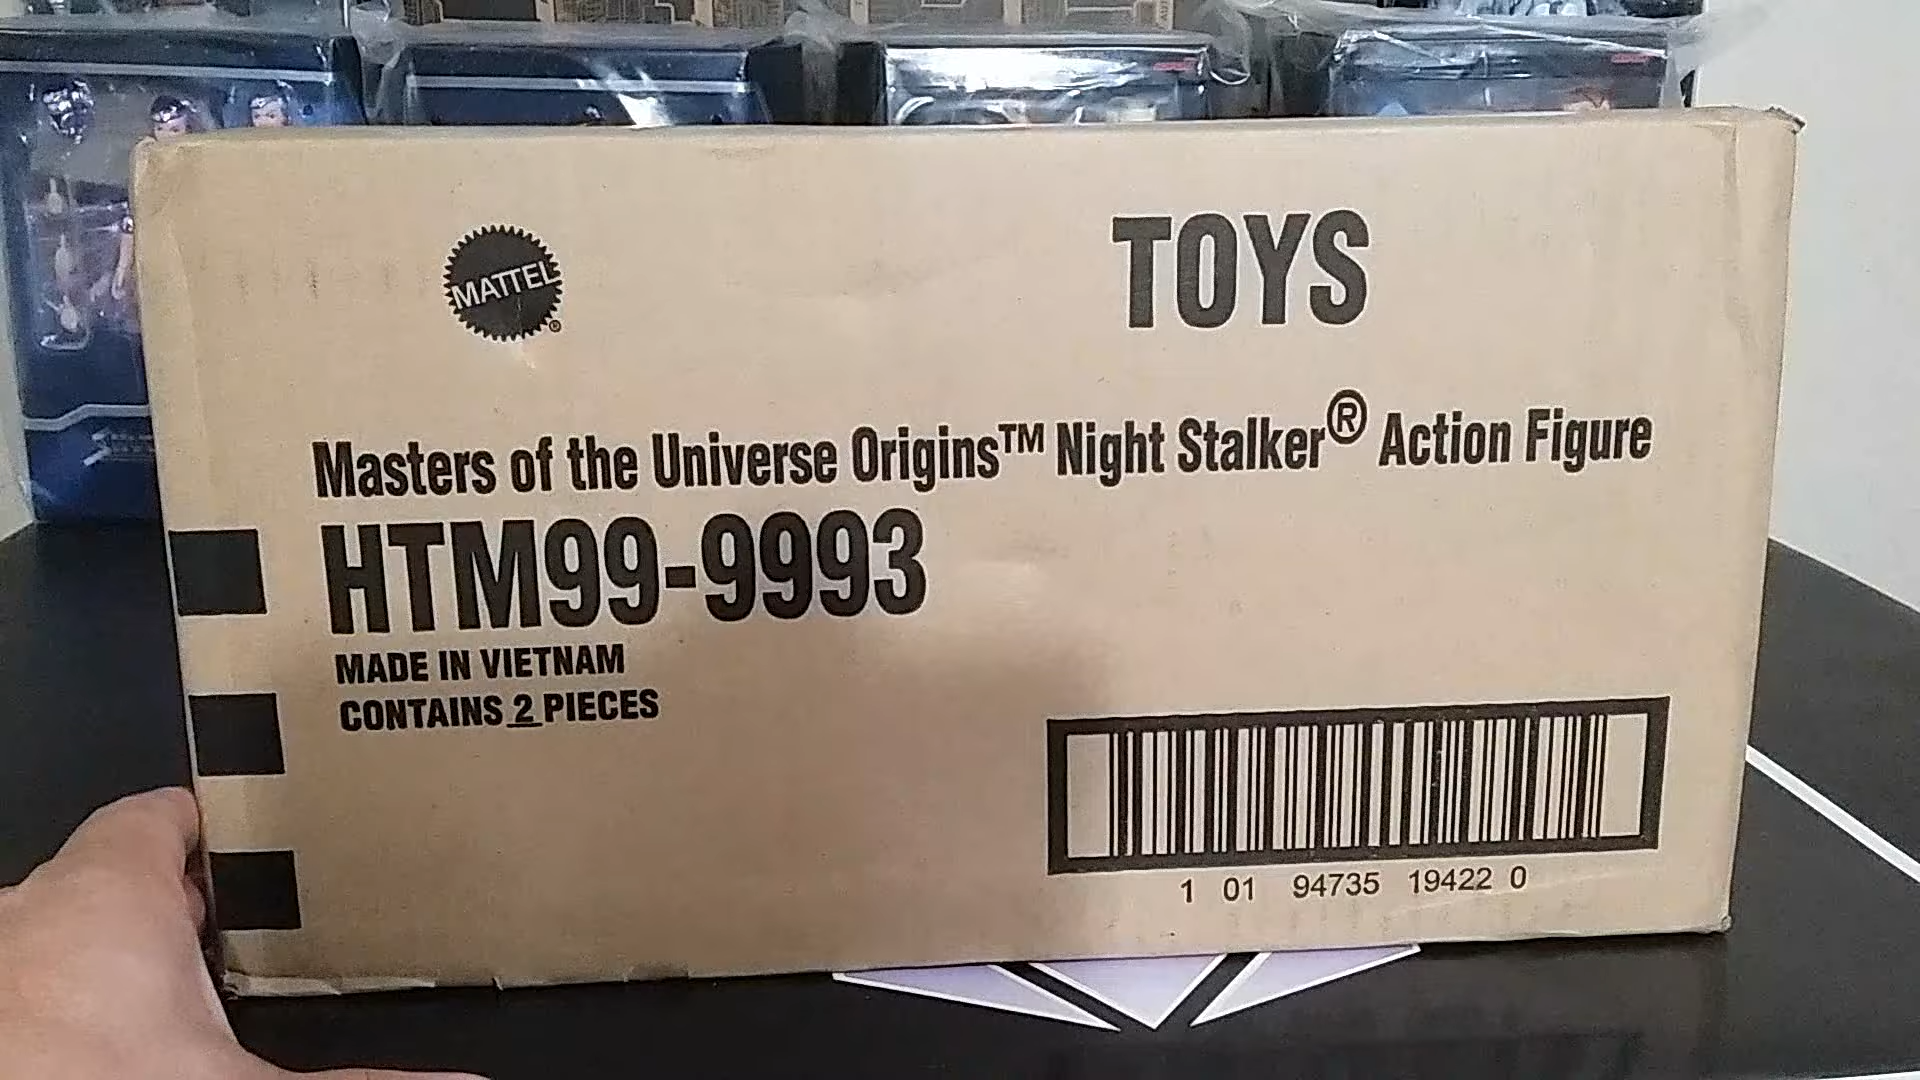 MATTEL®
TOYS
Masters of the Universe Origins™ Night Stalker® Action Figure
HTM99-9993
MADE IN VIETNAM
CONTAINS 2 PIECES
1 01 94735 19422 0